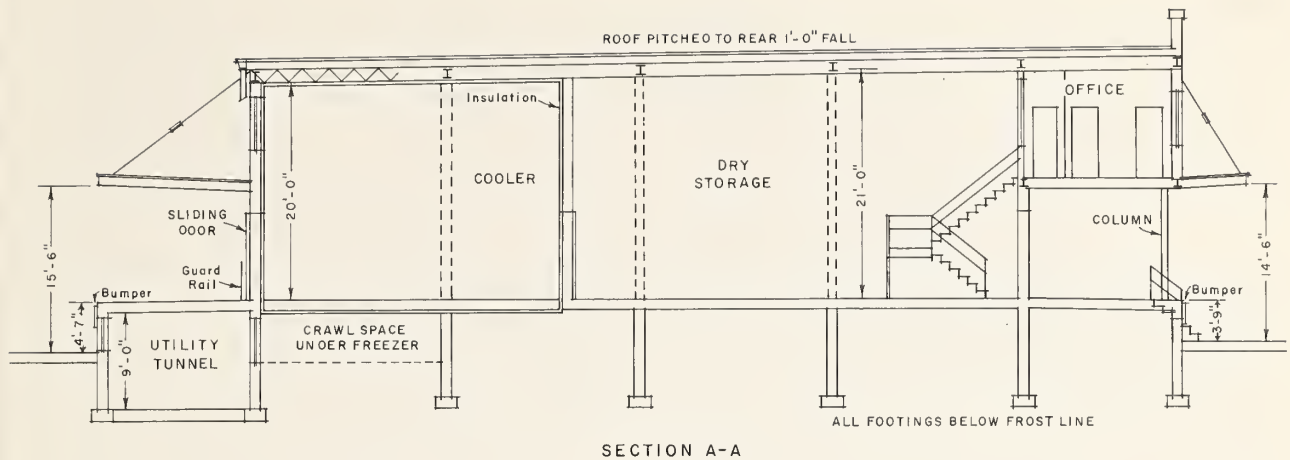 ROOF PITCHED TO REAR 1'-0" FALL
OFFICE
Insulation
20'-0"
COOLER
DRY
STORAGE
21'-0"
SLIDING
DOOR
COLUMN
15'-6"
14'-6"
Guard
Rail
Bumper
Bumper
4'-7"
3'-9"
9'-0"
UTILITY
TUNNEL
CRAWL SPACE
UNDER FREEZER
ALL FOOTINGS BELOW FROST LINE
SECTION A-A